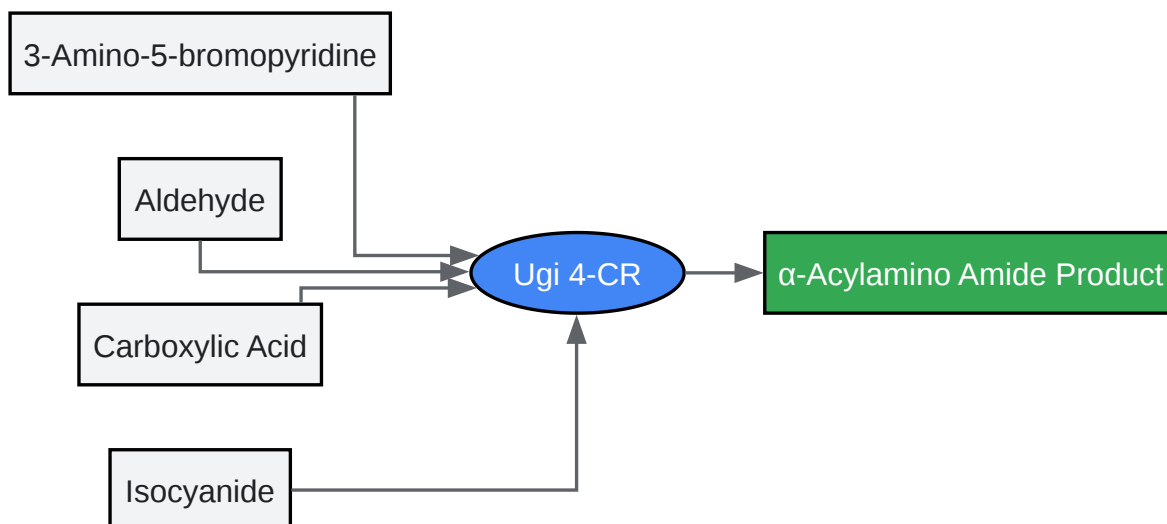 3-Amino-5-bromopyridine
Aldehyde
Carboxylic Acid
Isocyanide
Ugi 4-CR
α-Acylamino Amide Product